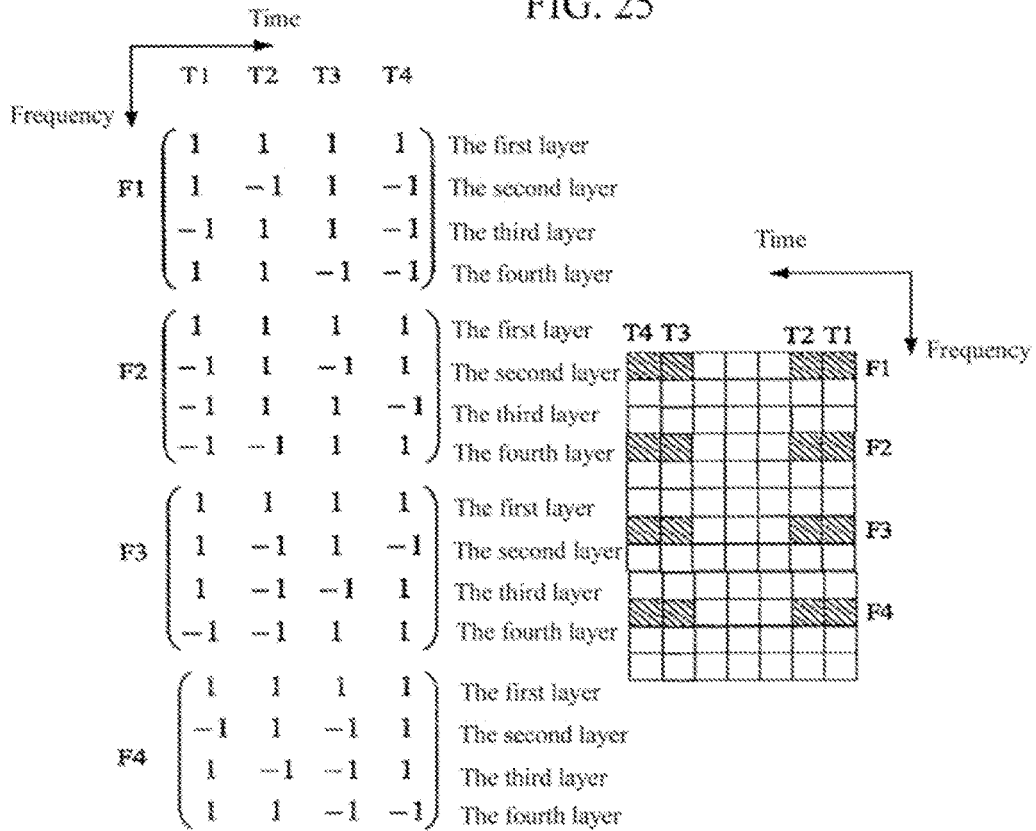 FIG. 25
Time
T1 T2 T3 T4
Frequency
F1
1 1 1 1 The first layer
1 −1 1 −1 The second layer
−1 1 1 −1 The third layer
1 1 −1 −1 The fourth layer
F2
1 1 1 1 The first layer
−1 1 −1 1 The second layer
−1 1 1 −1 The third layer
−1 −1 1 1 The fourth layer
F3
1 1 1 1 The first layer
1 −1 1 −1 The second layer
1 −1 −1 1 The third layer
−1 −1 1 1 The fourth layer
F4
1 1 1 1 The first layer
−1 1 −1 1 The second layer
1 −1 −1 1 The third layer
1 1 −1 −1 The fourth layer
Time
Frequency
T4 T3 T2 T1
F1
F2
F3
F4